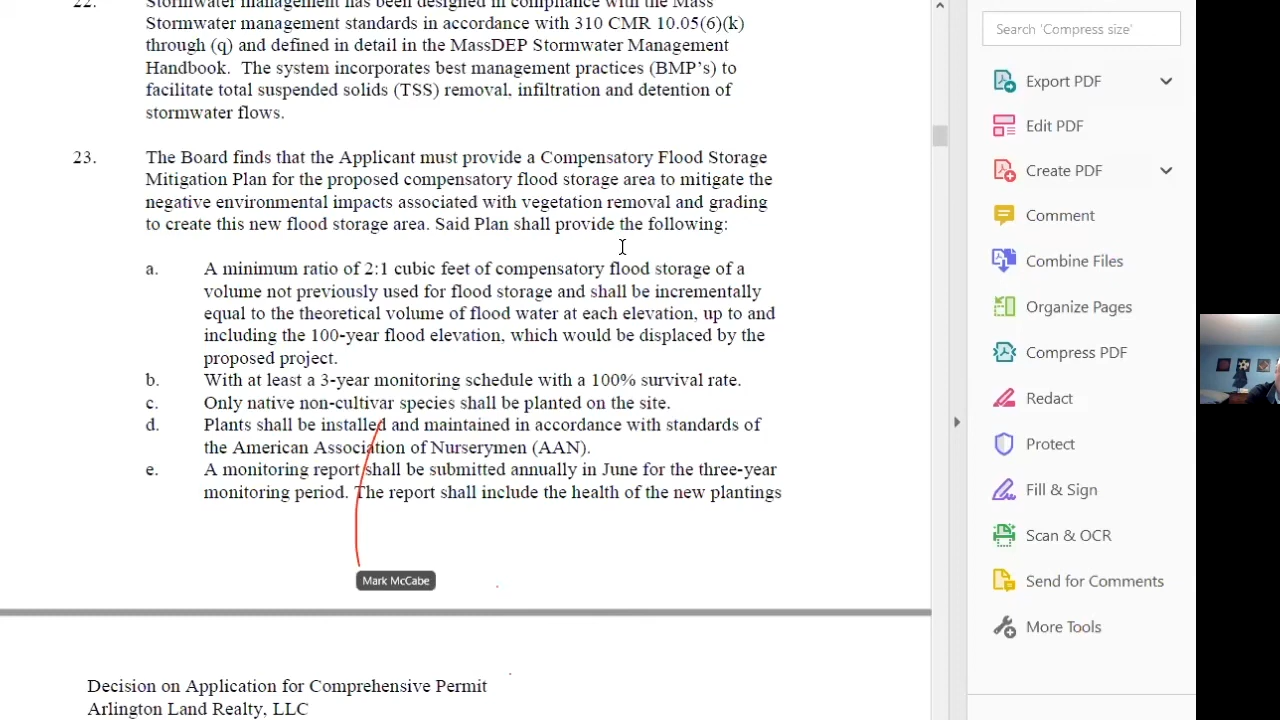 22. Stormwater management has been designed in compliance with the Mass
Stormwater management standards in accordance with 310 CMR 10.05(6)(k)
through (q) and defined in detail in the MassDEP Stormwater Management
Handbook. The system incorporates best management practices (BMP's) to
facilitate total suspended solids (TSS) removal, infiltration and detention of
stormwater flows.
23. The Board finds that the Applicant must provide a Compensatory Flood Storage
Mitigation Plan for the proposed compensatory flood storage area to mitigate the
negative environmental impacts associated with vegetation removal and grading
to create this new flood storage area. Said Plan shall provide the following:
a. A minimum ratio of 2:1 cubic feet of compensatory flood storage of a
volume not previously used for flood storage and shall be incrementally
equal to the theoretical volume of flood water at each elevation, up to and
including the 100-year flood elevation, which would be displaced by the
proposed project.
b. With at least a 3-year monitoring schedule with a 100% survival rate.
c. Only native non-cultivar species shall be planted on the site.
d. Plants shall be installed and maintained in accordance with standards of
the American Association of Nurserymen (AAN).
e. A monitoring report shall be submitted annually in June for the three-year
monitoring period. The report shall include the health of the new plantings
Mark McCabe
Decision on Application for Comprehensive Permit
Arlington Land Realty, LLC
Search 'Compress size'
Export PDF
Edit PDF
Create PDF
Comment
Combine Files
Organize Pages
Compress PDF
Redact
Protect
Fill & Sign
Scan & OCR
Send for Comments
More Tools